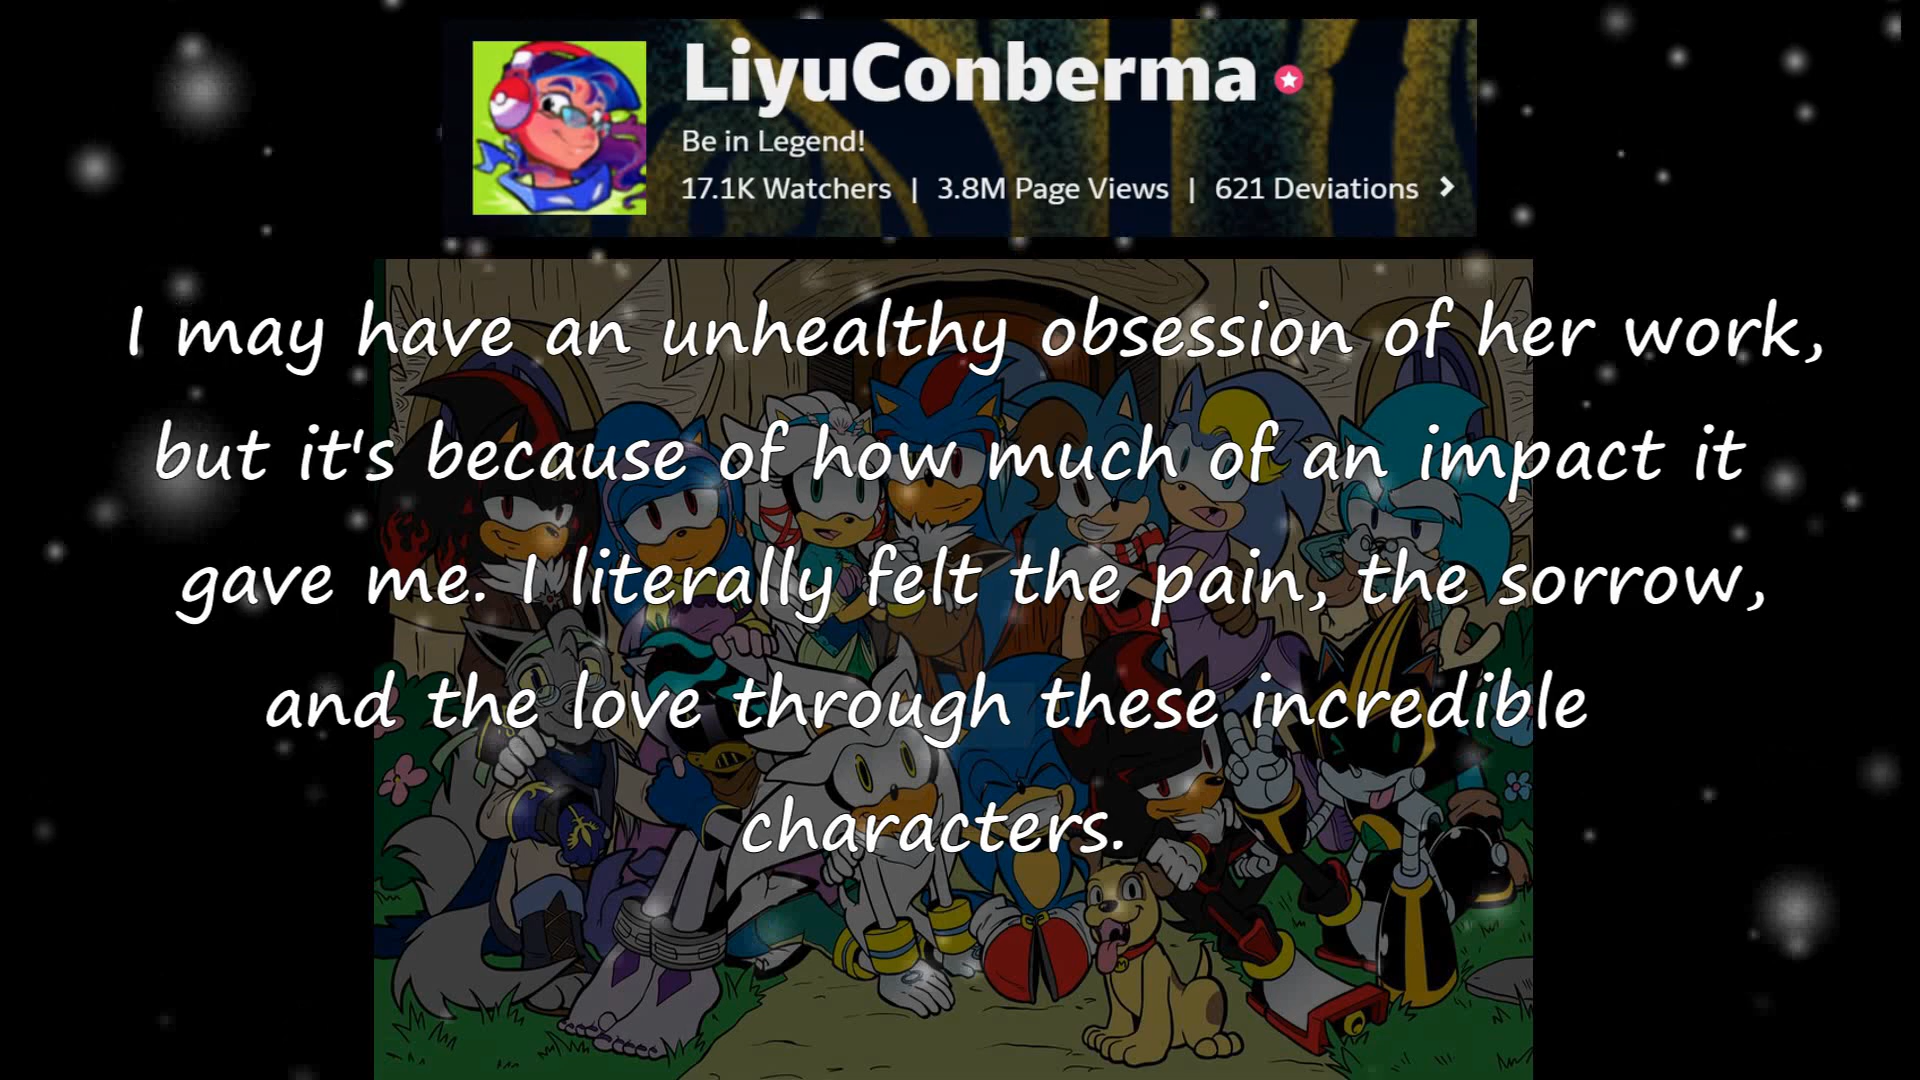 LiyuConberma
Be in Legend!
17.1K Watchers | 3.8M Page Views | 621 Deviations >
I may have an unhealthy obsession of her work,
but it's because of how much of an impact it
gave me. I literally felt the pain, the sorrow,
and the love through these incredible
characters.